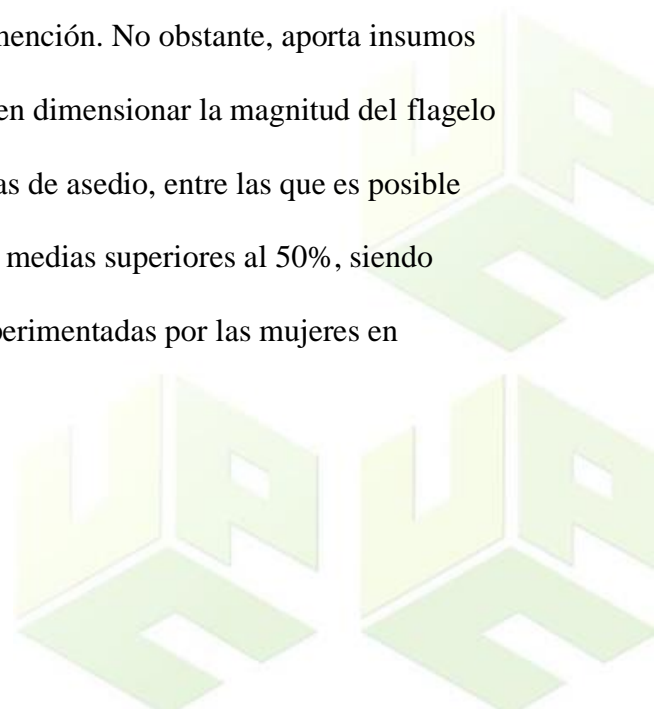 mención. No obstante, aporta insumos
en dimensionar la magnitud del flagelo
as de asedio, entre las que es posible
medias superiores al 50%, siendo
perimentadas por las mujeres en